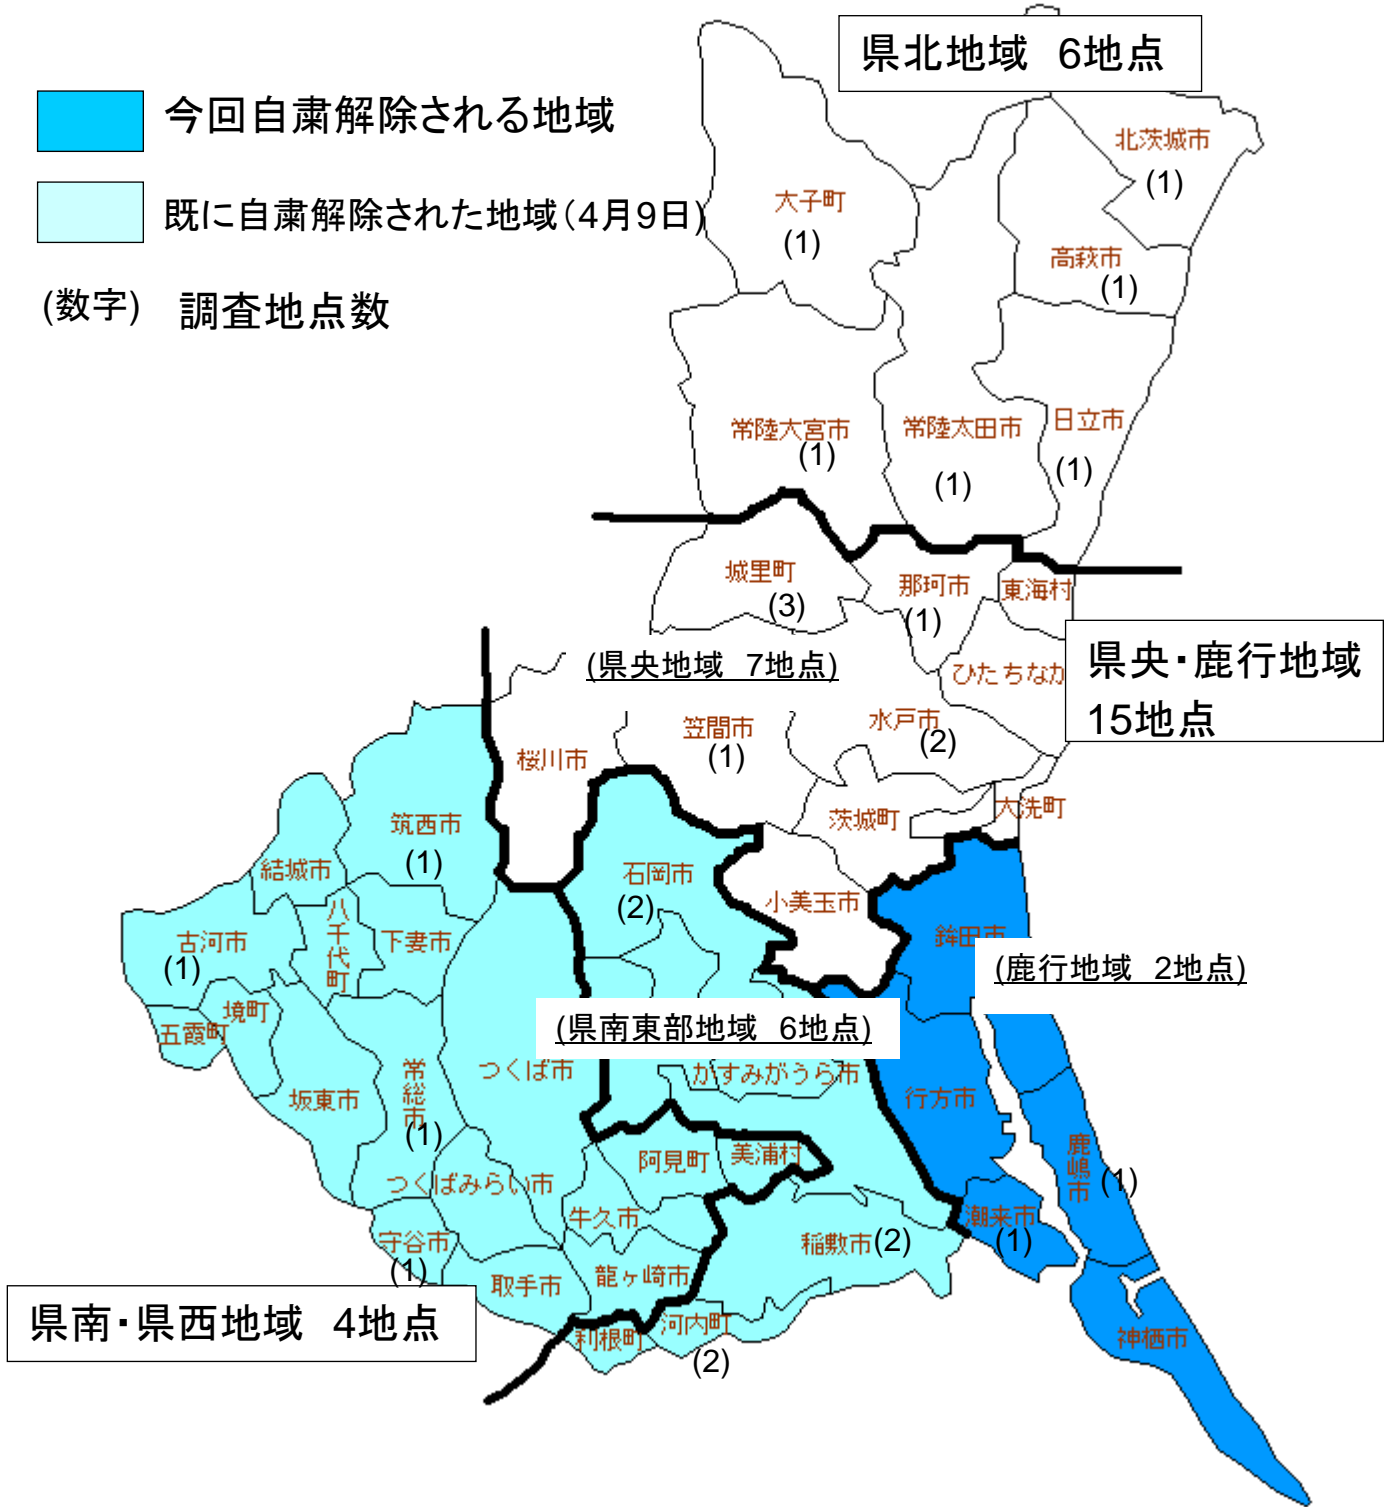 県北地域　6地点
今回自粛解除される地域
既に自粛解除された地域（4月9日）
(数字)　調査地点数
北茨城市
(1)
大子町
(1)
高萩市
(1)
常陸大宮市
(1)
常陸太田市
(1)
日立市
(1)
城里町
(3)
那珂市
(1)
東海村
(県央地域　7地点)
ひたちなか
県央・鹿行地域
15地点
桜川市
笠間市
(1)
水戸市
(2)
茨城町
大洗町
筑西市
(1)
結城市
石岡市
(2)
小美玉市
古河市
(1)
八千代町
下妻市
鉾田市
(鹿行地域　2地点)
境町
五霞町
(県南東部地域　6地点)
つくば市
かすみがうら市
坂東市
常総市
(1)
行方市
阿見町
美浦村
鹿嶋市
(1)
つくばみらい市
牛久市
潮来市
(1)
守谷市
(1)
稲敷市(2)
取手市
龍ヶ崎市
県南・県西地域　4地点
利根町
河内町
(2)
神栖市